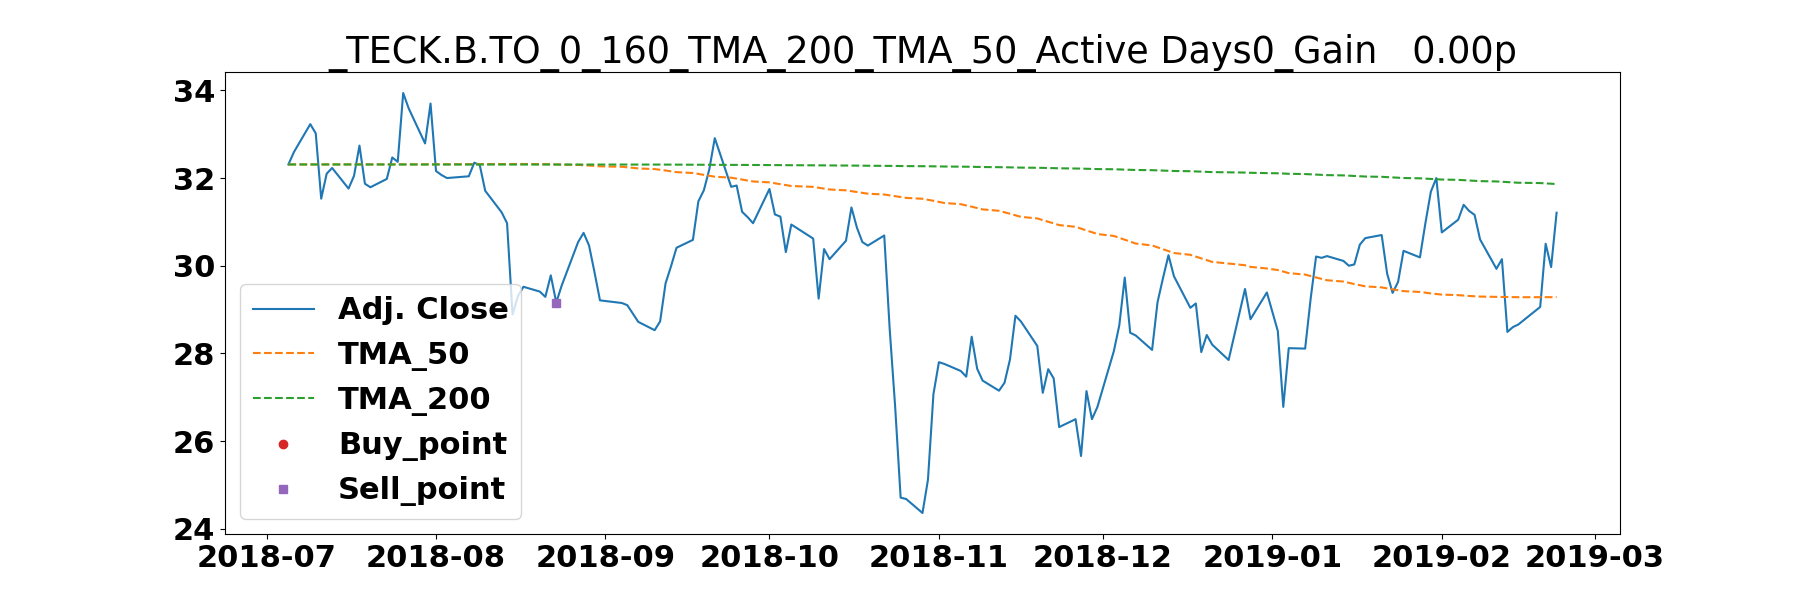 _TECK.B.TO_0_160_TMA_200_TMA_50_Active Days0_Gain   0.00p
34
32
30
28
26
24
Adj. Close
TMA_50
TMA_200
Buy_point
Sell_point
2018-07 2018-08 2018-09 2018-10 2018-11 2018-12 2019-01 2019-02 2019-03